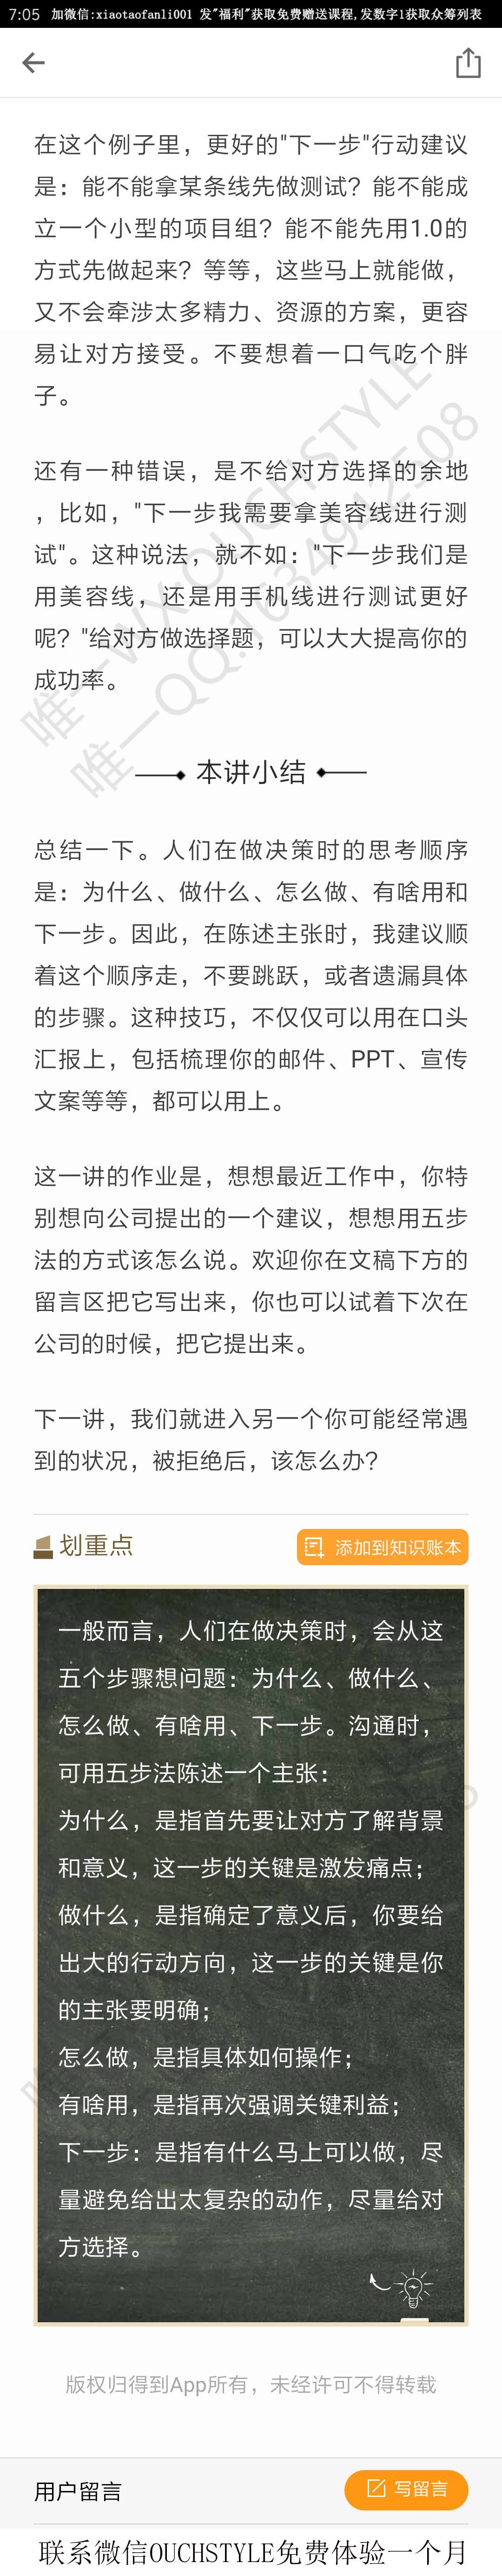 7:05 加微信:xiaotaofanli001 发"福利"获取免费赠送课程,发数字1获取众筹列表
在这个例子里，更好的"下一步"行动建议
是：能不能拿某条线先做测试？能不能成
立一个小型的项目组？能不能先用1.0的
方式先做起来？等等，这些马上就能做，
又不会牵涉太多精力、资源的方案，更容
易让对方接受。不要想着一口气吃个胖
子。
还有一种错误，是不给对方选择的余地
，比如，"下一步我需要拿美容线进行测
试"。这种说法，就不如："下一步我们是
用美容线，还是用手机线进行测试更好
呢？"给对方做选择题，可以大大提高你的
成功率。
唯一WX:OUCHSTYLE
本讲小结
总结一下。人们在做决策时的思考顺序
是：为什么、做什么、怎么做、有啥用和
下一步。因此，在陈述主张时，我建议顺
着这个顺序走，不要跳跃，或者遗漏具体
的步骤。这种技巧，不仅仅可以用在口头
汇报上，包括梳理你的邮件、PPT、宣传
文案等等，都可以用上。
这一讲的作业是，想想最近工作中，你特
别想向公司提出的一个建议，想想用五步
法的方式该怎么说。欢迎你在文稿下方的
留言区把它写出来，你也可以试着下次在
公司的时候，把它提出来。
下一讲，我们就进入另一个你可能经常遇
到的状况，被拒绝后，该怎么办？
划重点
添加到知识账本
一般而言，人们在做决策时，会从这
五个步骤想问题：为什么、做什么、
怎么做、有啥用、下一步。沟通时，
可用五步法陈述一个主张：
为什么，是指首先要让对方了解背景
和意义，这一步的关键是激发痛点；
做什么，是指确定了意义后，你要给
出大的行动方向，这一步的关键是你
的主张要明确；
怎么做，是指具体如何操作；
有啥用，是指再次强调关键利益；
下一步：是指有什么马上可以做，尽
量避免给出太复杂的动作，尽量给对
方选择。
版权归得到App所有，未经许可不得转载
用户留言
写留言
联系微信OUCHSTYLE免费体验一个月